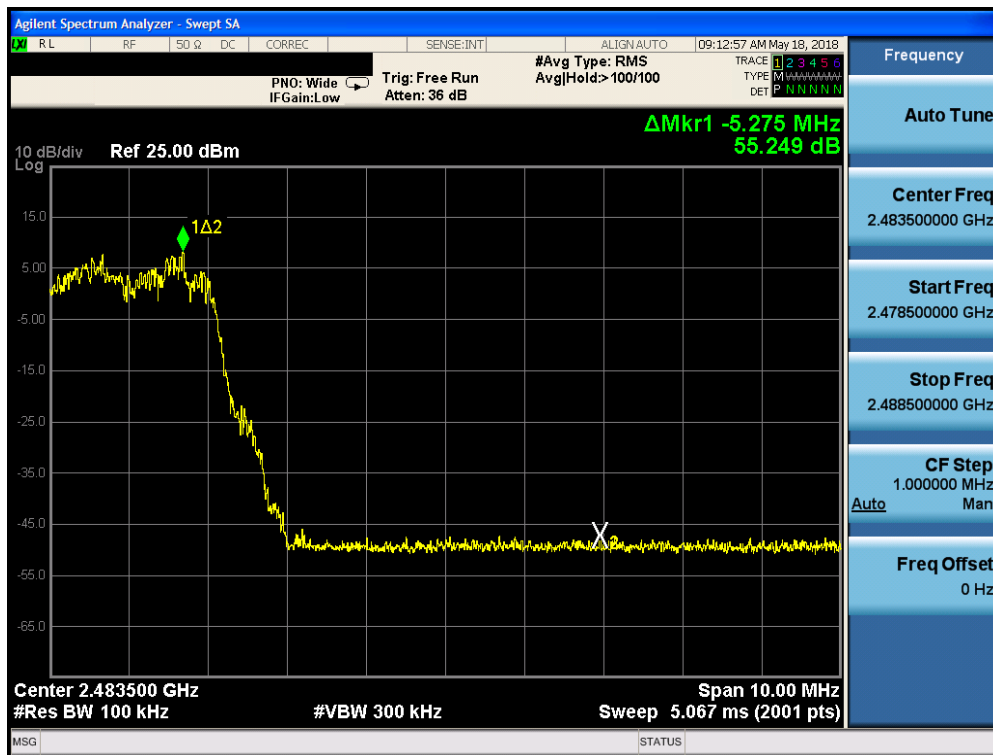 Agilent Spectrum Analyzer - Swept SA
LXI RL RF 50 Ω DC CORREC SENSE:INT ALIGN AUTO 09:12:57 AM May 18, 2018
PNO: Wide
IFGain:Low
Trig: Free Run
Atten: 36 dB
#Avg Type: RMS
Avg|Hold:> 100/100
TRACE 1 2 3 4 5 6
TYPE M WWWWW
DET P N N N N N
ΔMkr1 -5.275 MHz
55.249 dB
10 dB/div Ref 25.00 dBm
Log
15.0
5.00
-5.00
-15.0
-25.0
-35.0
-45.0
-55.0
-65.0
1Δ2
X2
Center 2.483500 GHz Span 10.00 MHz
#Res BW 100 kHz #VBW 300 kHz Sweep 5.067 ms (2001 pts)
MSG STATUS
Frequency
Auto Tune
Center Freq
2.483500000 GHz
Start Freq
2.478500000 GHz
Stop Freq
2.488500000 GHz
CF Step
1.000000 MHz
Auto Man
Freq Offset
0 Hz